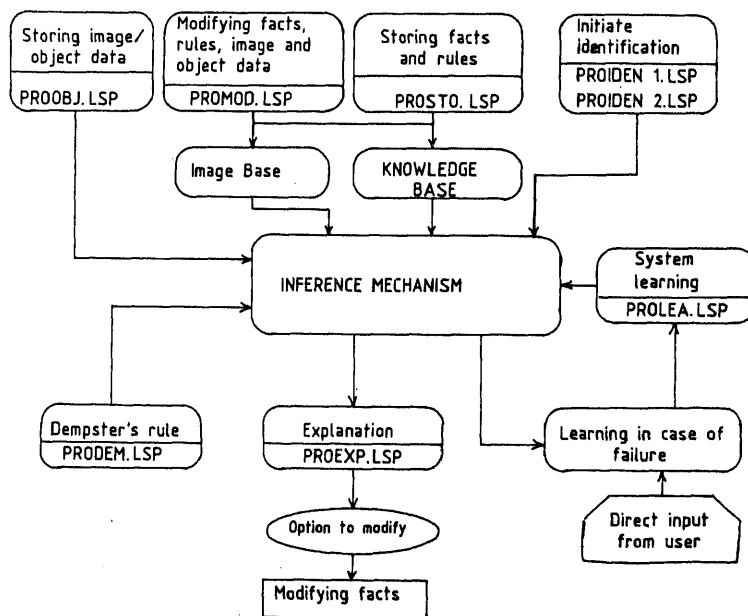 Storing image/
object data
PROOBJ.LSP
Modifying facts,
rules, image and
object data
PROMOD.LSP
Storing facts
and rules
PROSTO.LSP
Initiate
Identification
PROIDEN 1.LSP
PROIDEN 2.LSP
Image Base
KNOWLEDGE
BASE
INFERENCE MECHANISM
System
learning
PROLEA.LSP
Dempster's rule
PRODEM.LSP
Explanation
PROEXP.LSP
Learning in case of
failure
Option to modify
Direct input
from user
Modifying facts